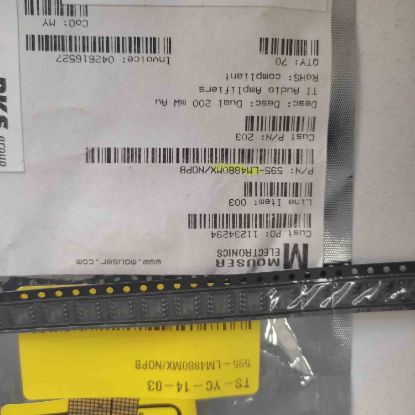 TS-YC-14-03
595-LM4880MX/NOPB
MOUSER
ELECTRONICS
www.mouser.com
Cust PO: 11234294
Line Item: 003
P/N: 595-LM4880MX/NOPB
Cust P/N: 203
Desc: Desc: Dual 200 mW Au
TI Audio Amplifiers
RoHS: compliant
QTY: 70
Invoice: 042616527
CoO: MY
group